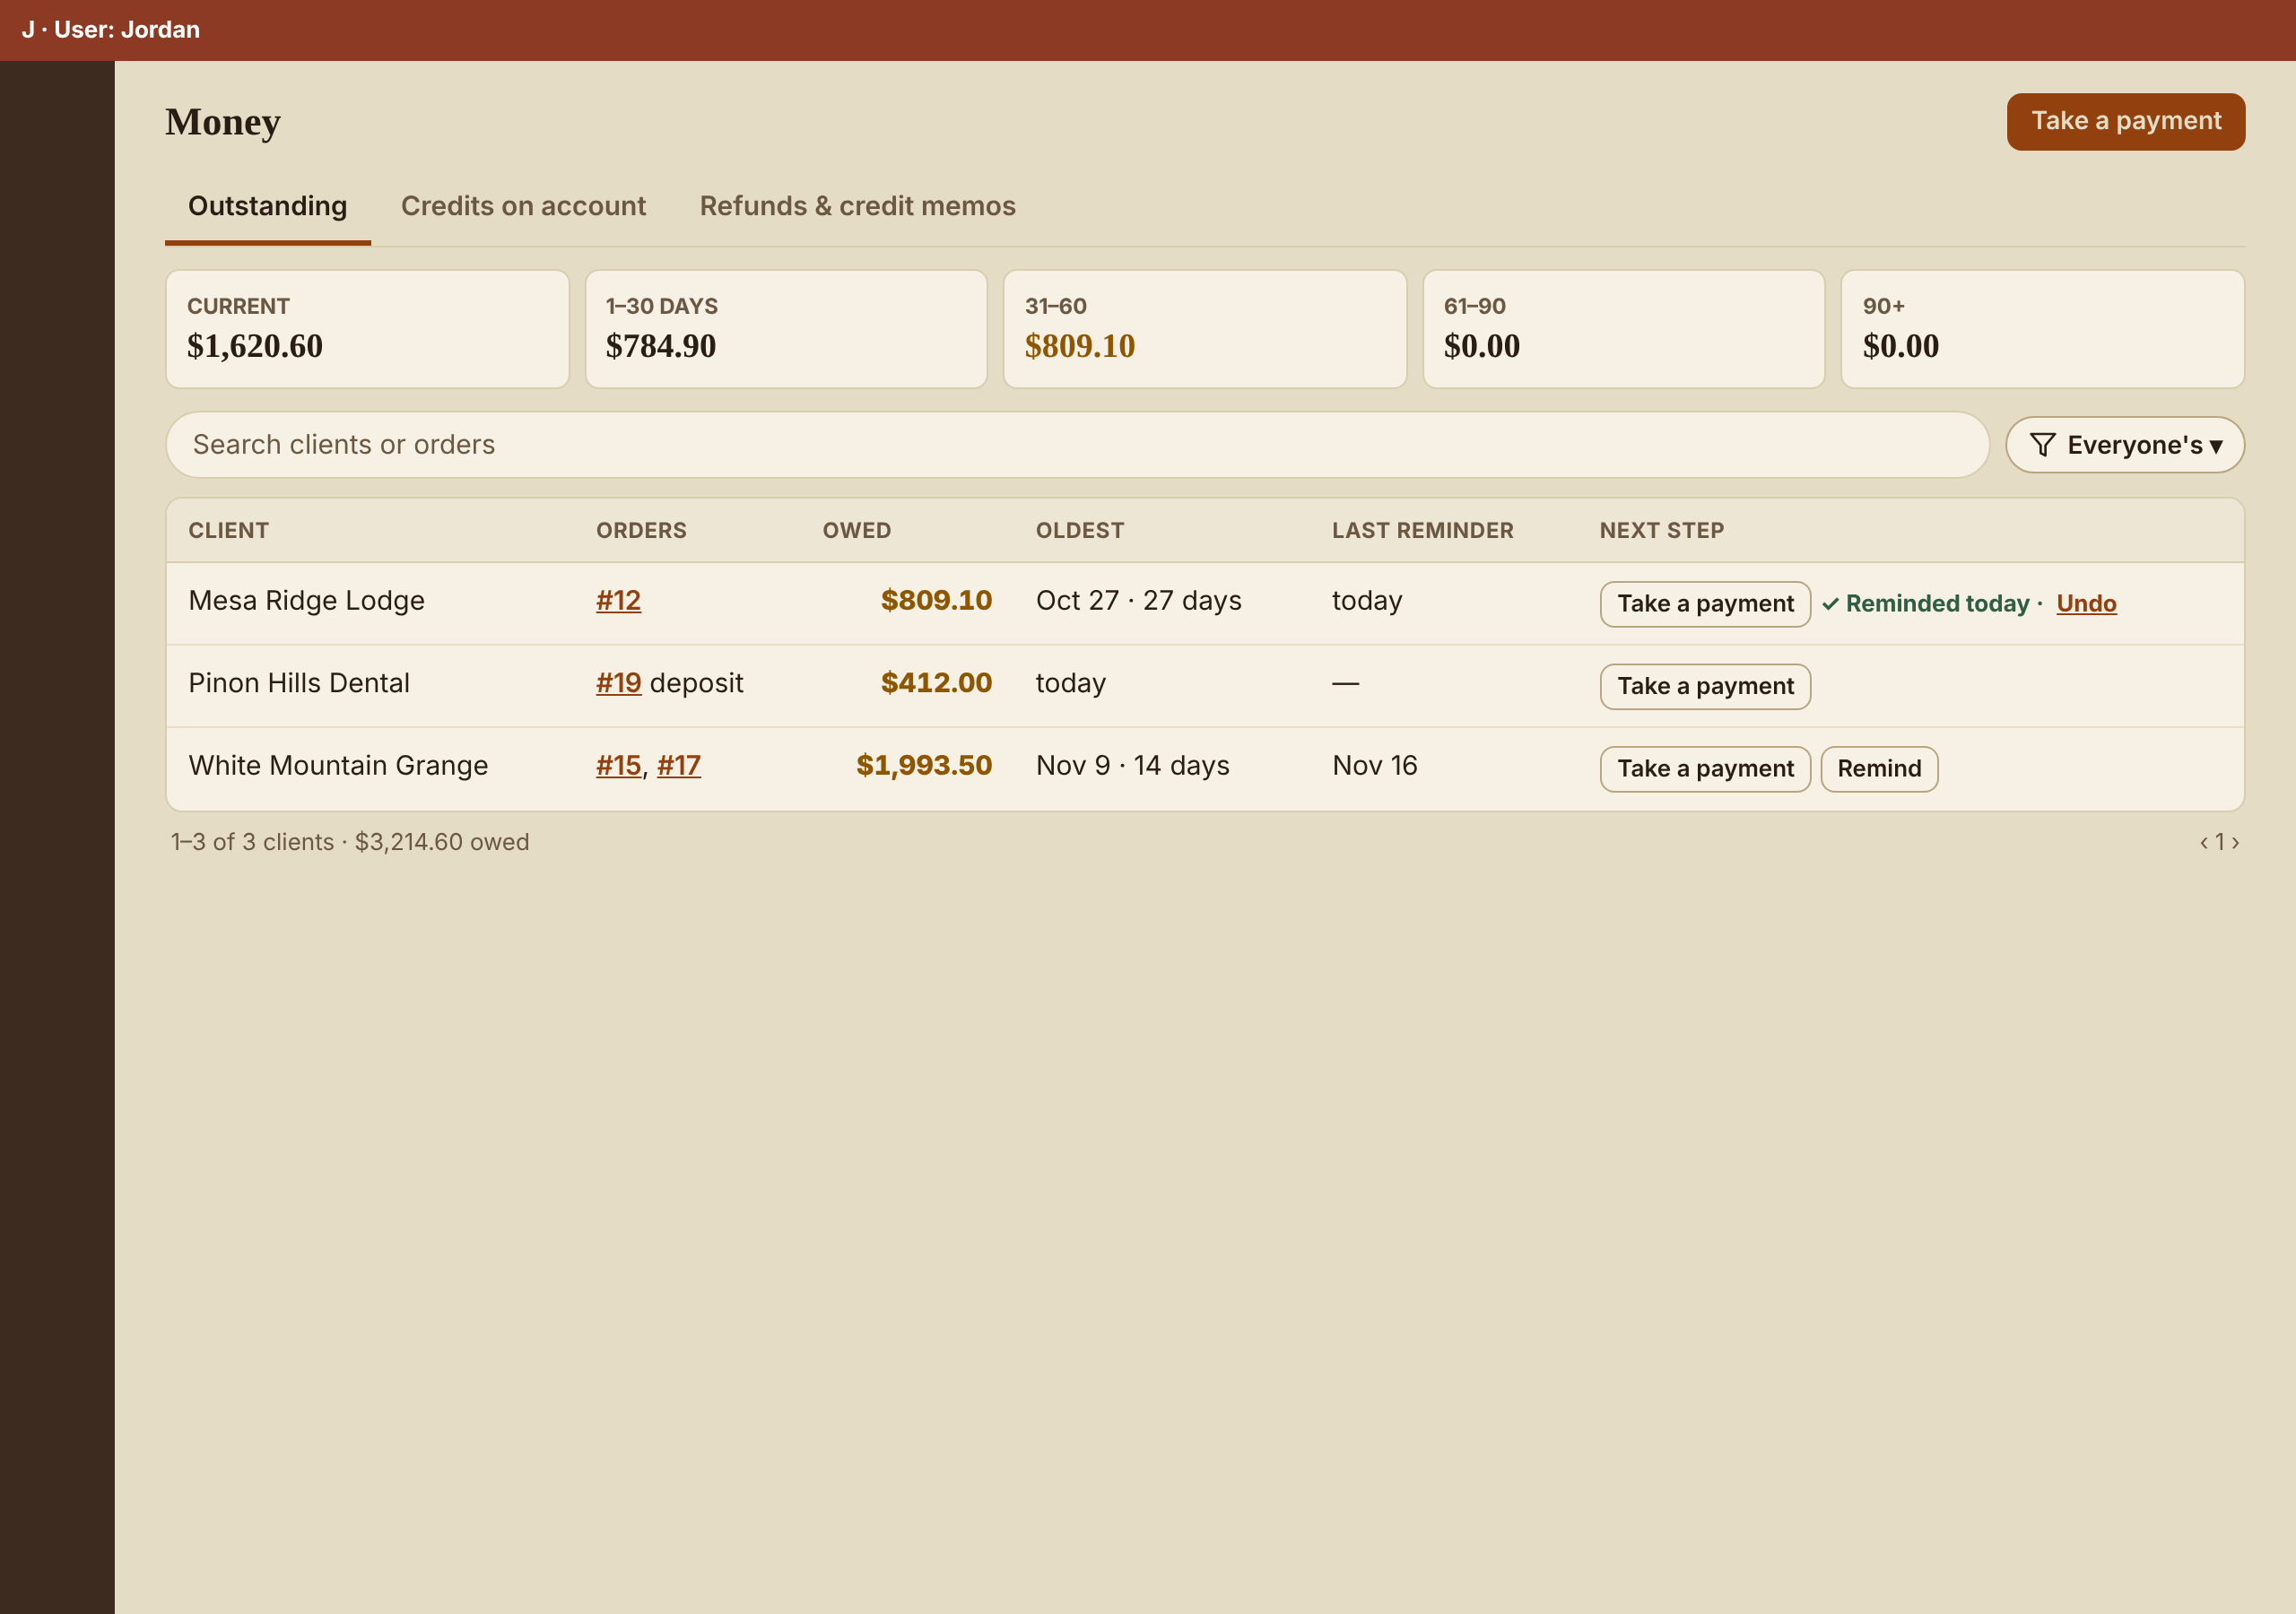 J · User: Jordan
Money
Take a payment
Outstanding Credits on account Refunds & credit memos
CURRENT 1–30 DAYS 31–60 61–90 90+
$1,620.60 $784.90 $809.10 $0.00 $0.00
Search clients or orders
Everyone's ▾
CLIENT ORDERS OWED OLDEST LAST REMINDER NEXT STEP
Mesa Ridge Lodge #12 $809.10 Oct 27 · 27 days today Take a payment ✓ Reminded today · Undo
Pinon Hills Dental #19 deposit $412.00 today — Take a payment
White Mountain Grange #15, #17 $1,993.50 Nov 9 · 14 days Nov 16 Take a payment Remind
1–3 of 3 clients · $3,214.60 owed
‹ 1 ›